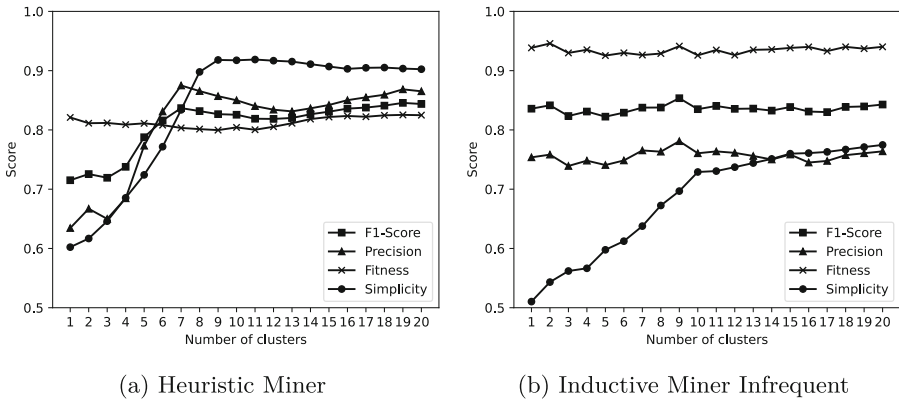 1.0
0.9
0.8
0.7
0.6
0.5
Score
1 2 3 4 5 6 7 8 9 10 11 12 13 14 15 16 17 18 19 20
Number of clusters
F1-Score
Precision
Fitness
Simplicity
(a) Heuristic Miner
1.0
0.9
0.8
0.7
0.6
0.5
Score
1 2 3 4 5 6 7 8 9 10 11 12 13 14 15 16 17 18 19 20
Number of clusters
F1-Score
Precision
Fitness
Simplicity
(b) Inductive Miner Infrequent